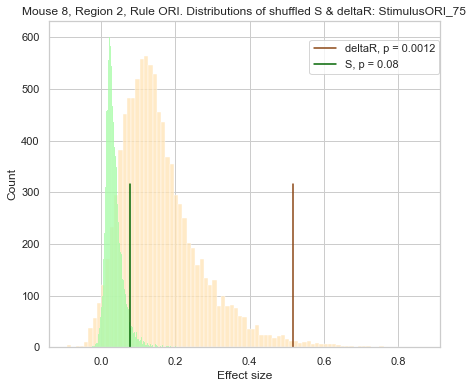 Mouse 8, Region 2, Rule ORI. Distributions of shuffled S & deltaR: StimulusORI_75
deltaR, p = 0.0012
S, p = 0.08
Count
600
500
400
300
200
100
0
0.0 0.2 0.4 0.6 0.8
Effect size